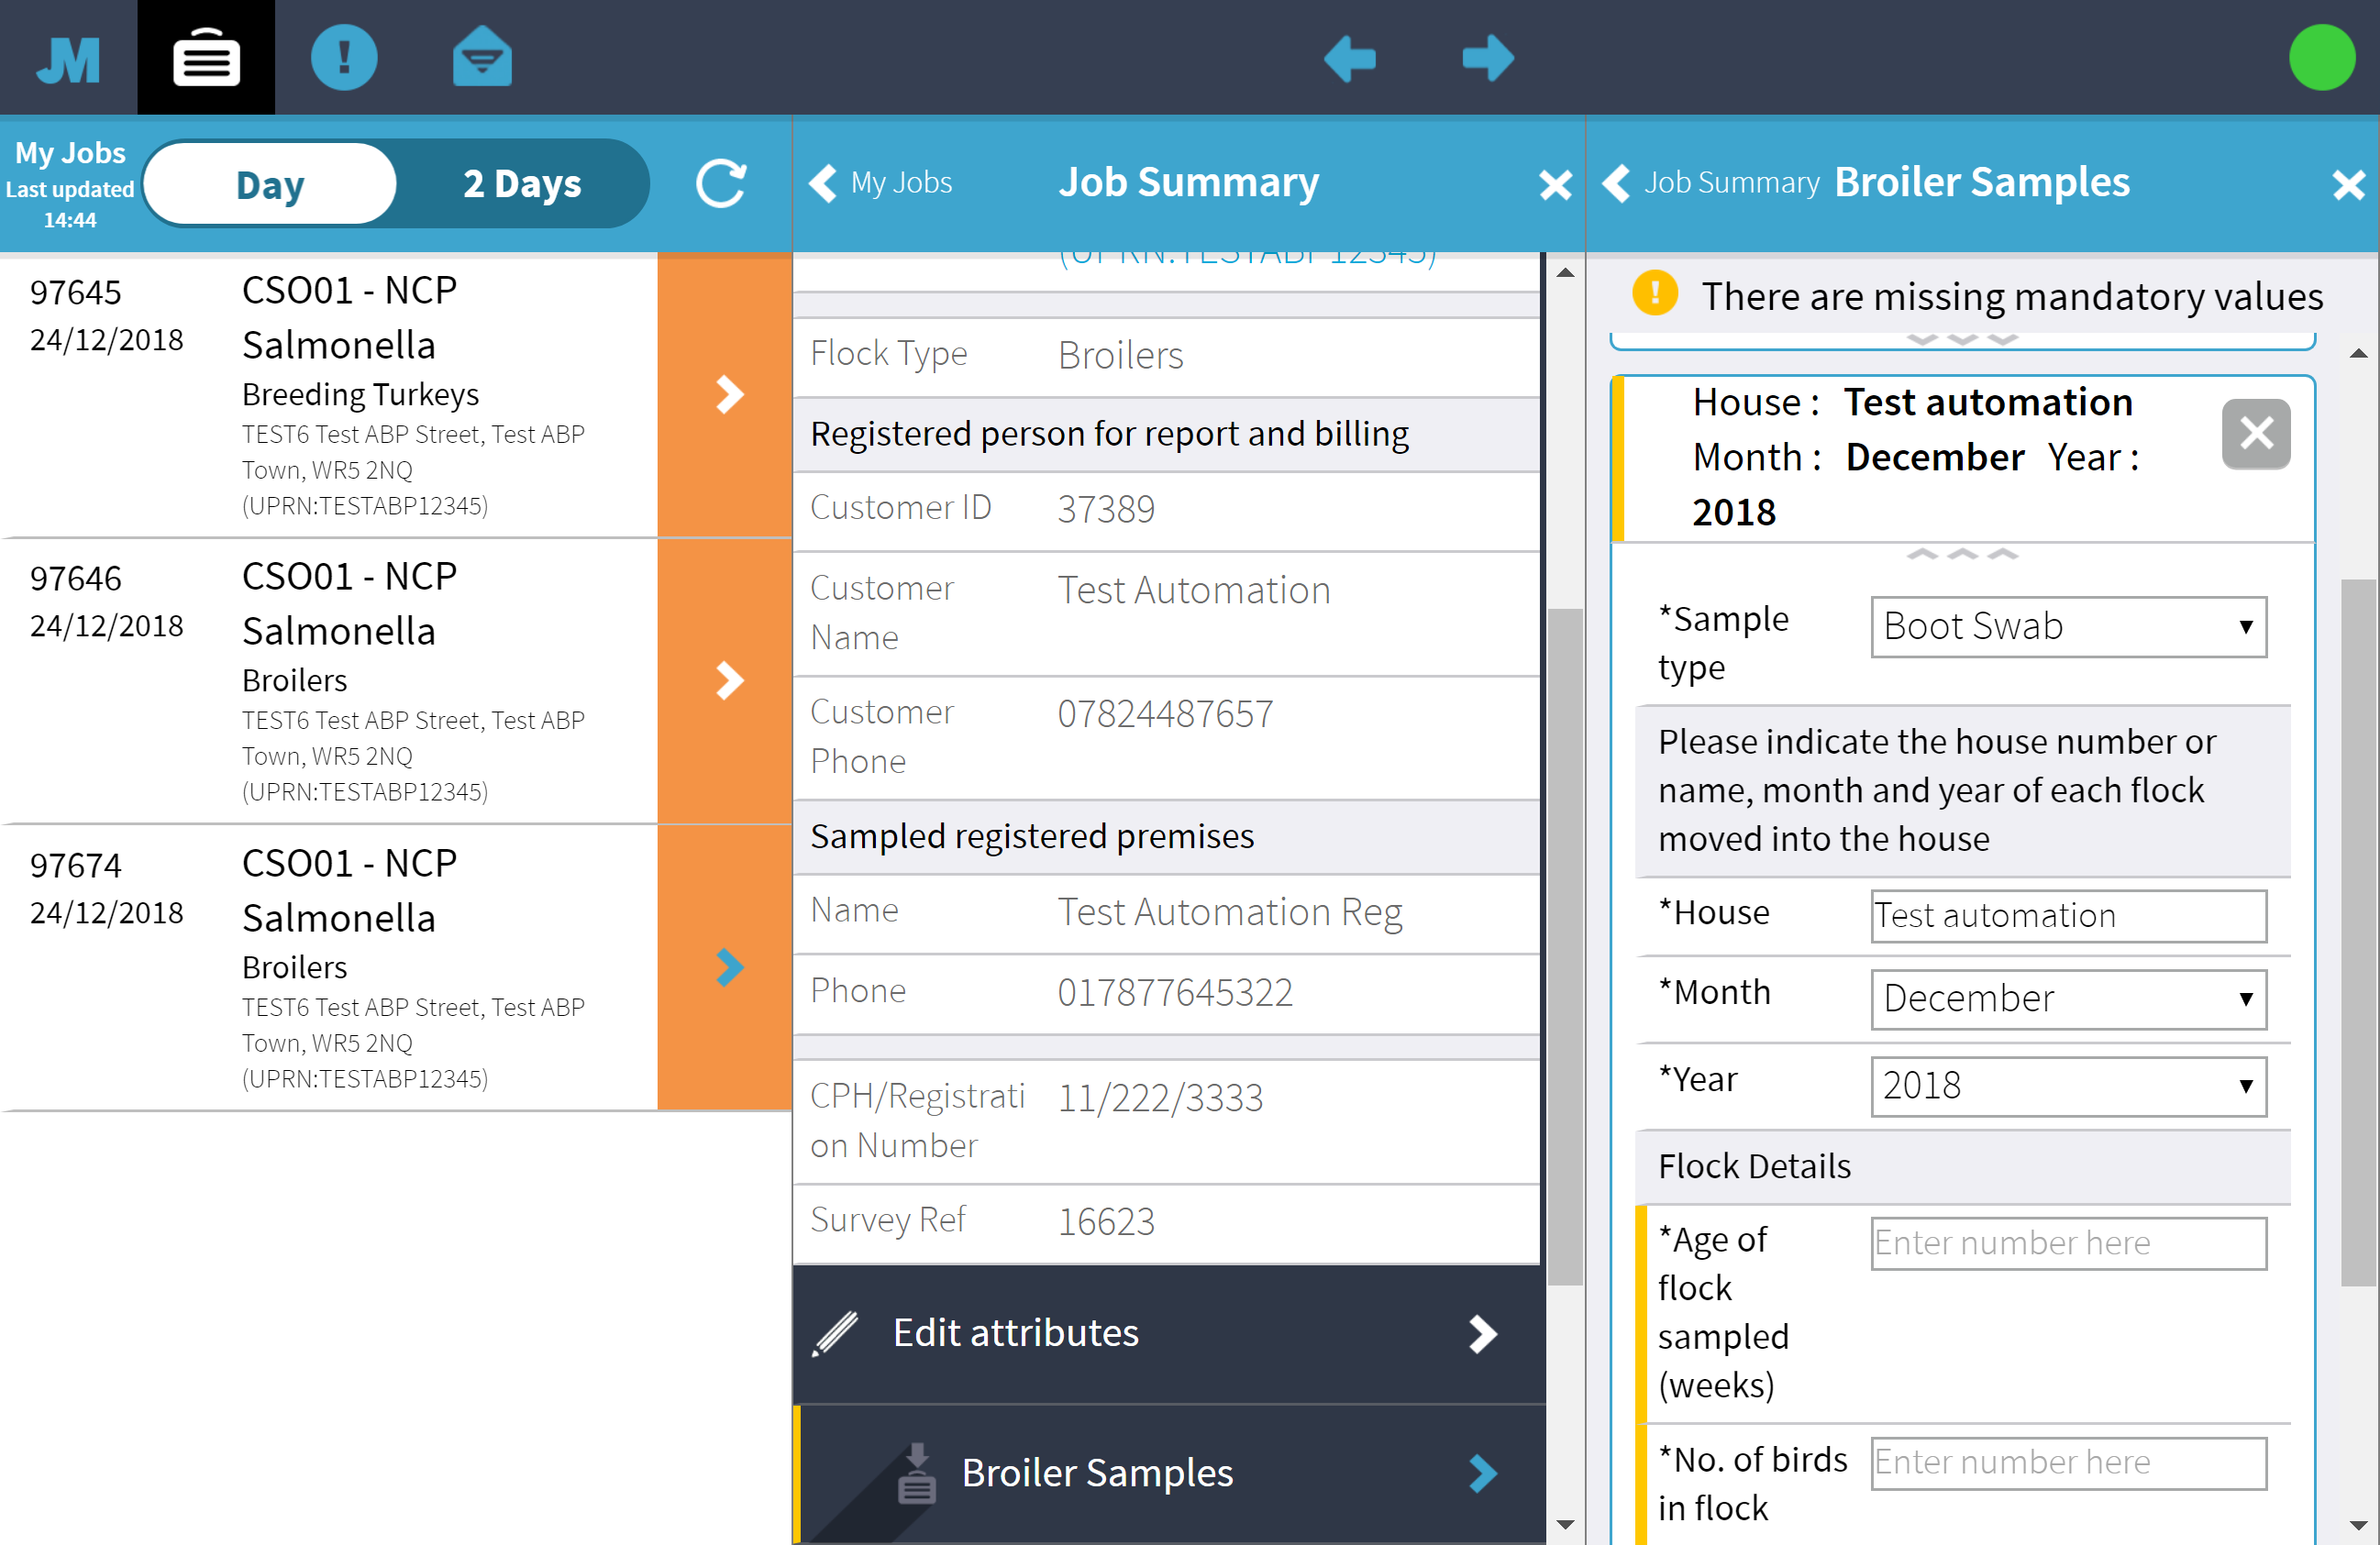 JM
My Jobs
Last updated
14:44
Day
2 Days
97645
24/12/2018
CSO01 - NCP
Salmonella
Breeding Turkeys
TEST6 Test ABP Street, Test ABP
Town, WR5 2NQ
(UPRN:TESTABP12345)
97646
24/12/2018
CSO01 - NCP
Salmonella
Broilers
TEST6 Test ABP Street, Test ABP
Town, WR5 2NQ
(UPRN:TESTABP12345)
97674
24/12/2018
CSO01 - NCP
Salmonella
Broilers
TEST6 Test ABP Street, Test ABP
Town, WR5 2NQ
(UPRN:TESTABP12345)
My Jobs
Job Summary
(UPRN:TESTABP12345)
Flock Type Broilers
Registered person for report and billing
Customer ID 37389
Customer
Name
Test Automation
Customer
Phone
07824487657
Sampled registered premises
Name Test Automation Reg
Phone 017877645322
CPH/Registrati
on Number
11/222/3333
Survey Ref 16623
Edit attributes
Broiler Samples
Job Summary
Broiler Samples
There are missing mandatory values
House : Test automation
Month : December Year :
2018
*Sample
type
Boot Swab
Please indicate the house number or
name, month and year of each flock
moved into the house
*House Test automation
*Month December
*Year 2018
Flock Details
*Age of
flock
sampled
(weeks)
Enter number here
*No. of birds
in flock
Enter number here